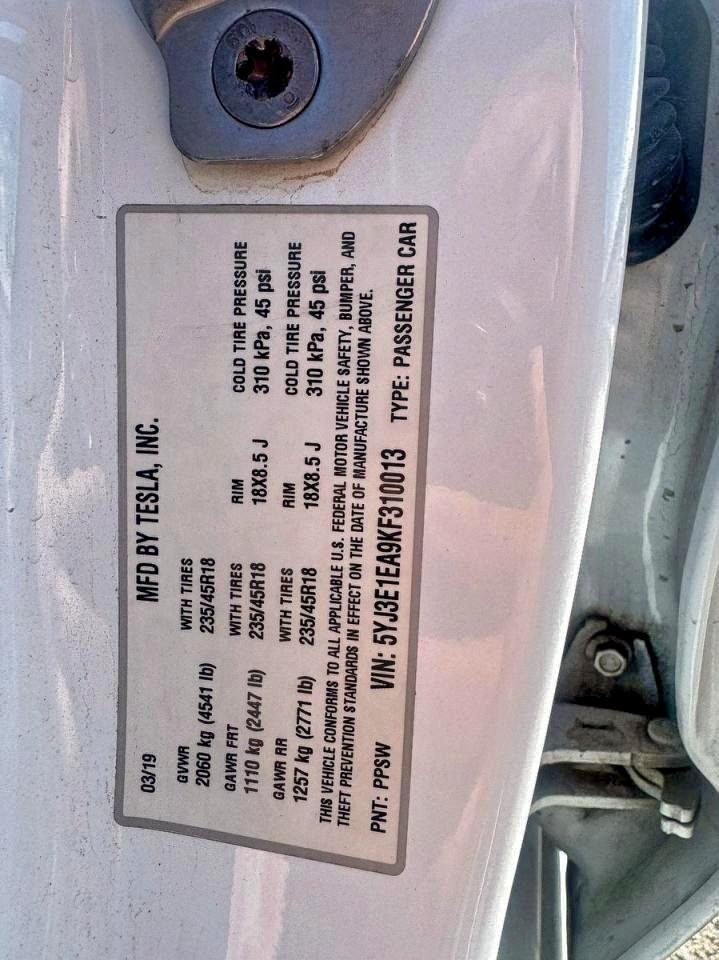 03/19 MFD BY TESLA, INC.
GVWR WITH TIRES
2060 kg (4541 lb) 235/45R18
GAWR FRT WITH TIRES RIM COLD TIRE PRESSURE
1110 kg (2447 lb) 235/45R18 18X8.5 J 310 kPa, 45 psi
GAWR RR WITH TIRES RIM COLD TIRE PRESSURE
1257 kg (2771 lb) 235/45R18 18X8.5 J 310 kPa, 45 psi
THIS VEHICLE CONFORMS TO ALL APPLICABLE U.S. FEDERAL MOTOR VEHICLE SAFETY, BUMPER, AND
THEFT PREVENTION STANDARDS IN EFFECT ON THE DATE OF MANUFACTURE SHOWN ABOVE.
PNT: PPSW VIN: 5YJ3E1EA9KF310013 TYPE: PASSENGER CAR